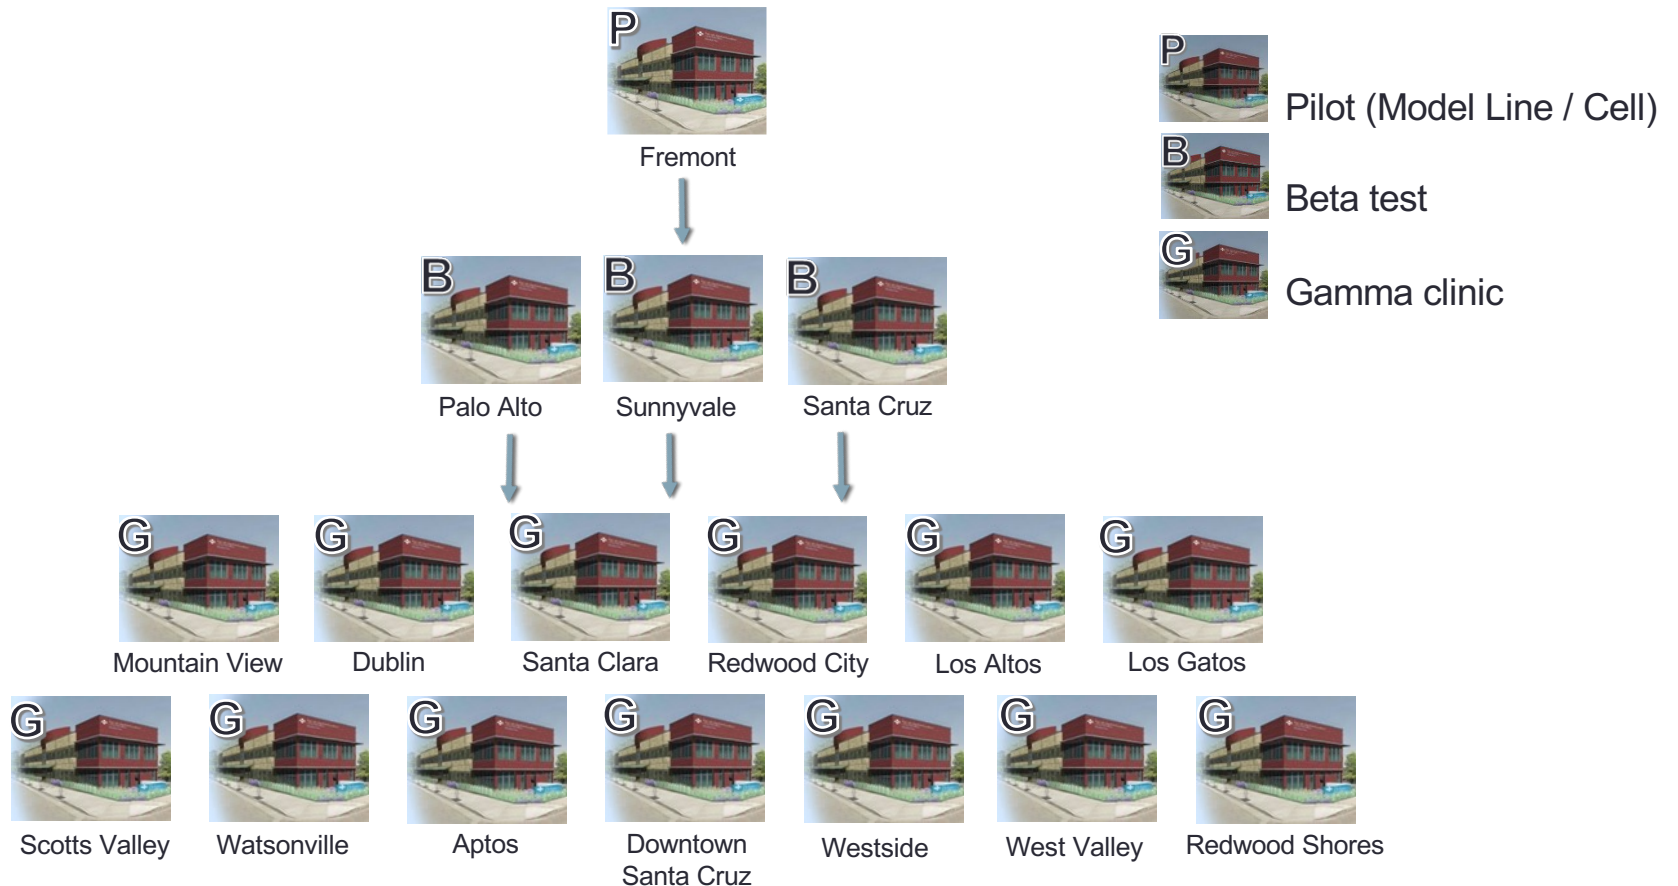 P
Fremont
P
Pilot (Model Line / Cell)
B
Beta test
G
Gamma clinic
B
B
B
Palo Alto
Sunnyvale
Santa Cruz
G
G
G
G
G
G
Mountain View
Dublin
Santa Clara
Redwood City
Los Altos
Los Gatos
G
G
G
G
G
G
G
Scotts Valley
Watsonville
Aptos
Downtown
Santa Cruz
Westside
West Valley
Redwood Shores